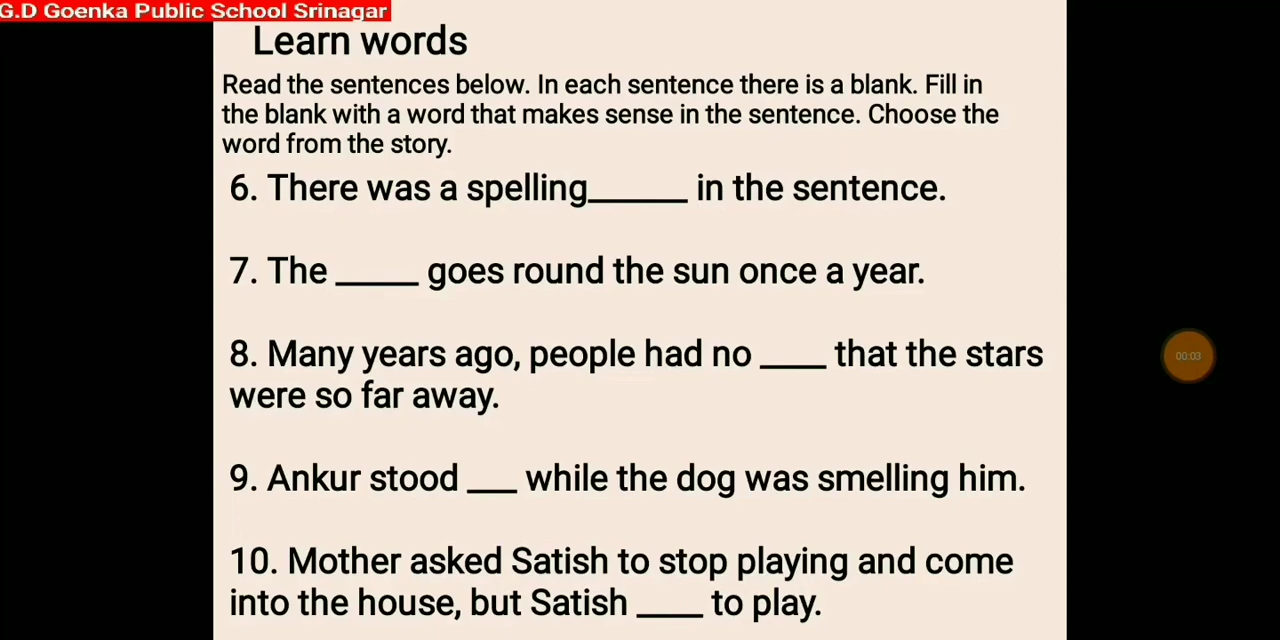 G.D Goenka Public School Srinagar
Learn words
Read the sentences below. In each sentence there is a blank. Fill in
the blank with a word that makes sense in the sentence. Choose the
word from the story.
6. There was a spelling______ in the sentence.
7. The _____ goes round the sun once a year.
8. Many years ago, people had no ____ that the stars
were so far away.
9. Ankur stood ___ while the dog was smelling him.
10. Mother asked Satish to stop playing and come
into the house, but Satish ____ to play.
00:03